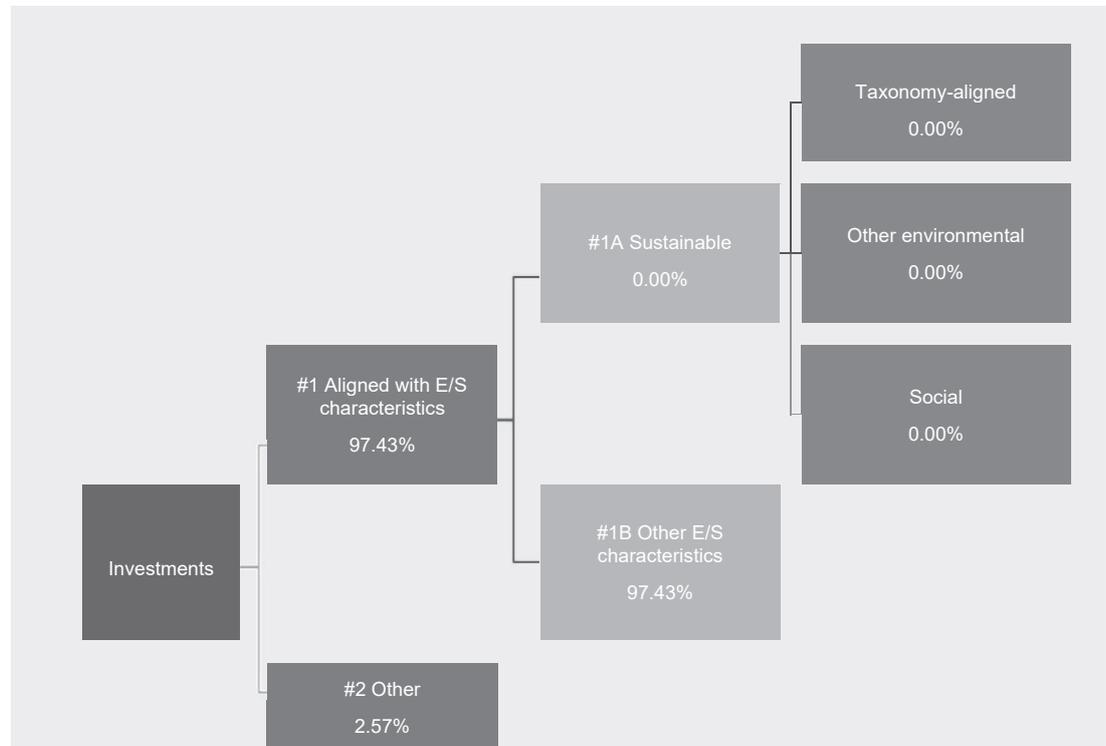 Investments
#1 Aligned with E/S
characteristics
97.43%
#2 Other
2.57%
#1A Sustainable
0.00%
#1B Other E/S
characteristics
97.43%
Taxonomy-aligned
0.00%
Other environmental
0.00%
Social
0.00%